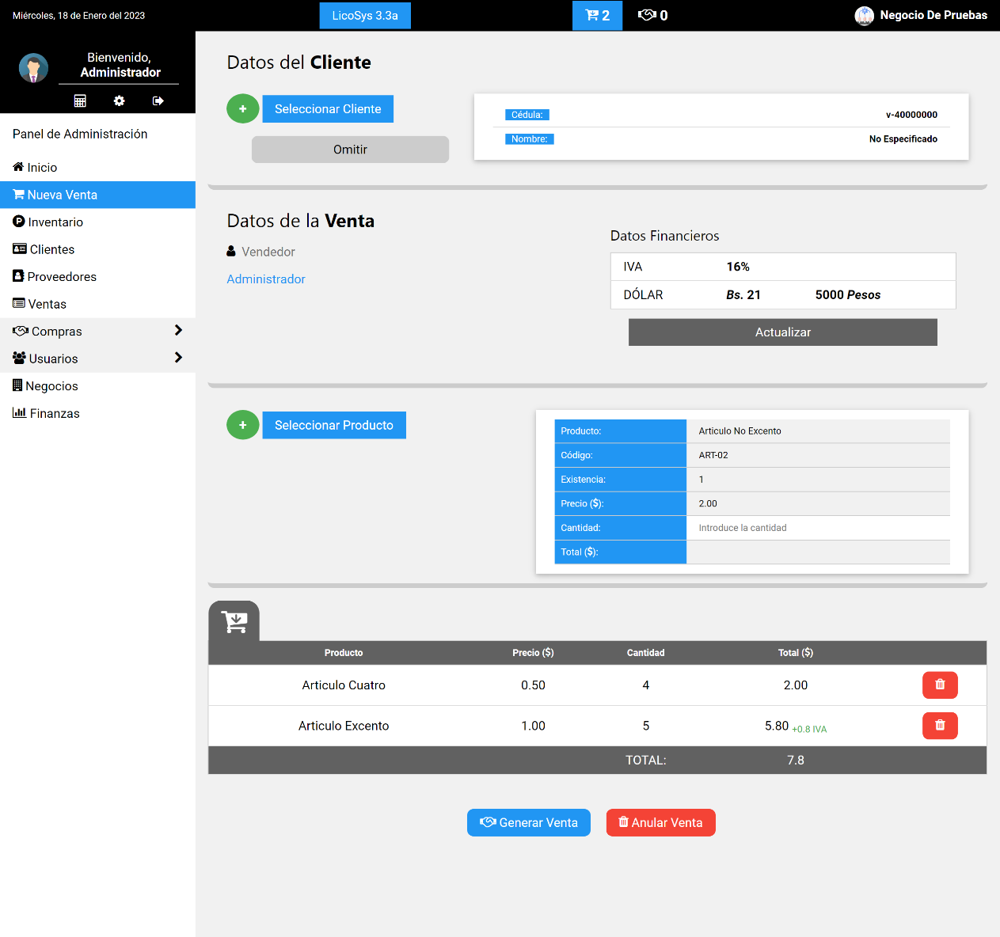 Miércoles, 18 de Enero del 2023
LicoSys 3.3a
2
0
Negocio De Pruebas
Bienvenido,
Administrador
Panel de Administración
Inicio
Nueva Venta
Inventario
Clientes
Proveedores
Ventas
Compras
Usuarios
Negocios
Finanzas
Datos del Cliente
+ Seleccionar Cliente
Omitir
Cédula: v-40000000
Nombre: No Especificado
Datos de la Venta
Vendedor
Administrador
Datos Financieros
IVA 16%
DÓLAR Bs. 21 5000 Pesos
Actualizar
+ Seleccionar Producto
Producto: Articulo No Excento
Código: ART-02
Existencia: 1
Precio ($): 2.00
Cantidad: Introduce la cantidad
Total ($):
Producto Precio ($) Cantidad Total ($)
Articulo Cuatro 0.50 4 2.00
Articulo Excento 1.00 5 5.80 +0.8 IVA
TOTAL: 7.8
Generar Venta Anular Venta